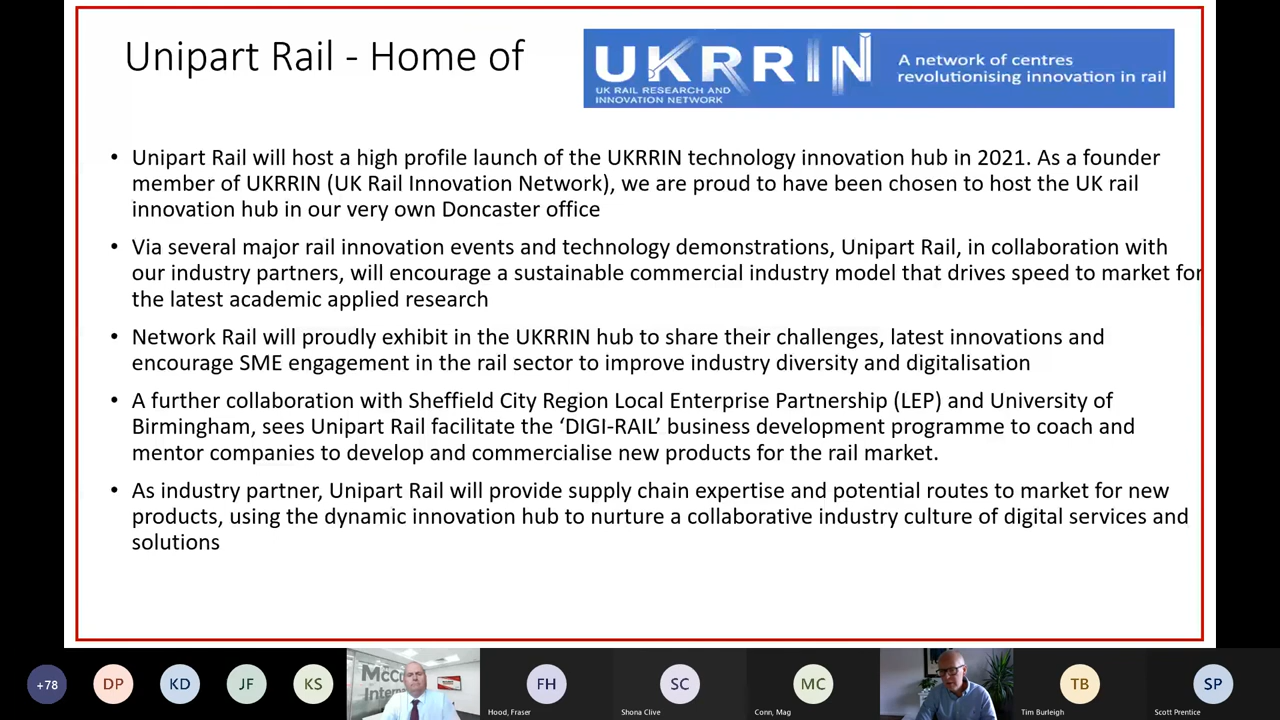 Unipart Rail - Home of
UKRRIN
UK RAIL RESEARCH AND
INNOVATION NETWORK
A network of centres
revolutionising innovation in rail
• Unipart Rail will host a high profile launch of the UKRRIN technology innovation hub in 2021. As a founder
member of UKRRIN (UK Rail Innovation Network), we are proud to have been chosen to host the UK rail
innovation hub in our very own Doncaster office
• Via several major rail innovation events and technology demonstrations, Unipart Rail, in collaboration with
our industry partners, will encourage a sustainable commercial industry model that drives speed to market for
the latest academic applied research
• Network Rail will proudly exhibit in the UKRRIN hub to share their challenges, latest innovations and
encourage SME engagement in the rail sector to improve industry diversity and digitalisation
• A further collaboration with Sheffield City Region Local Enterprise Partnership (LEP) and University of
Birmingham, sees Unipart Rail facilitate the ‘DIGI-RAIL’ business development programme to coach and
mentor companies to develop and commercialise new products for the rail market.
• As industry partner, Unipart Rail will provide supply chain expertise and potential routes to market for new
products, using the dynamic innovation hub to nurture a collaborative industry culture of digital services and
solutions
+78
DP
KD
JF
KS
FH
Hood, Fraser
SC
Shona Clive
MC
Conn, Mag
TB
Tim Burleigh
SP
Scott Prentice